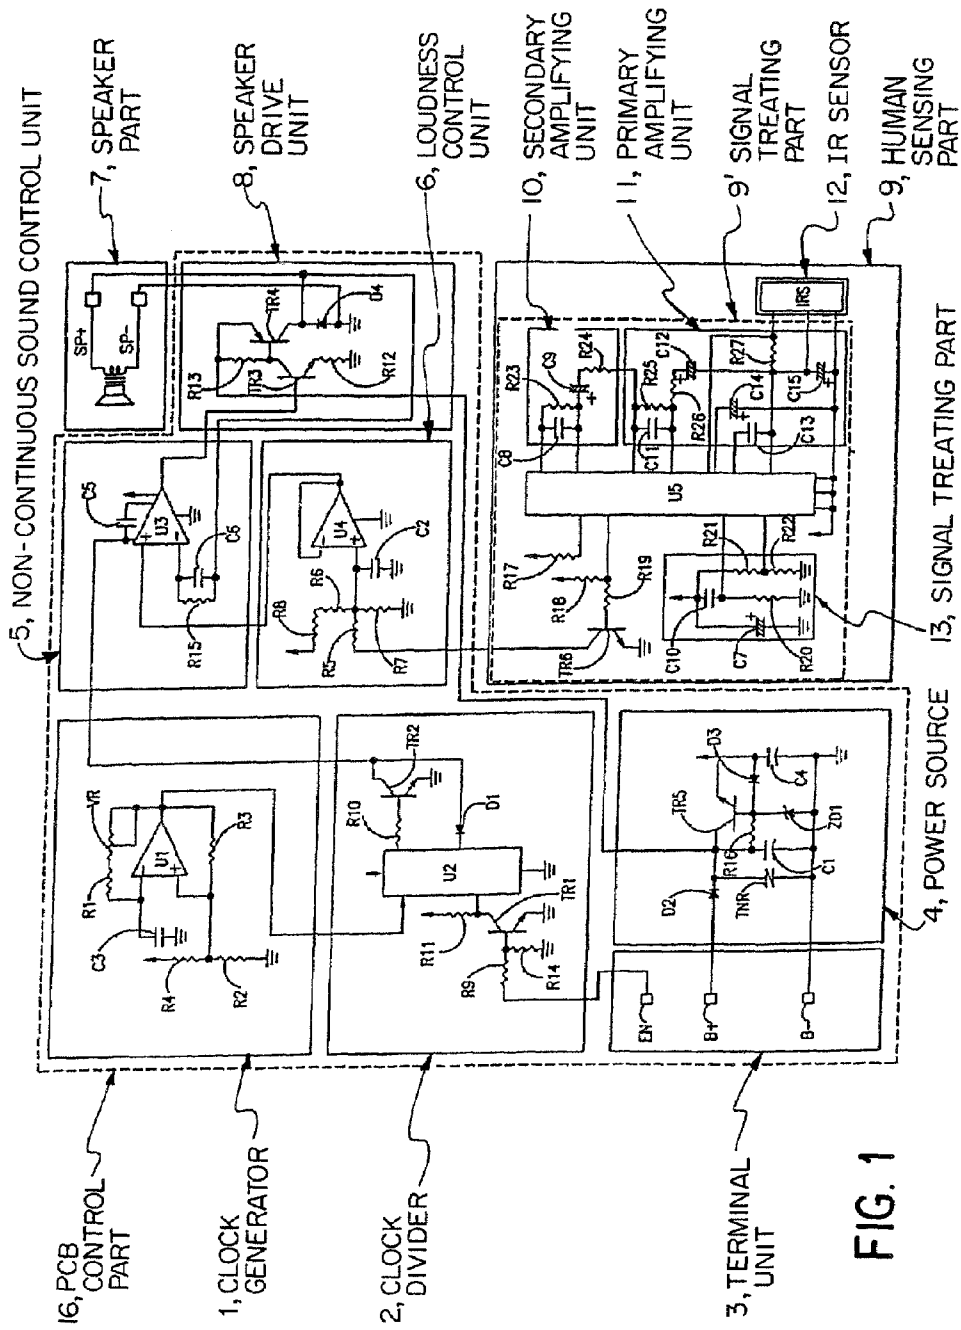 5, NON-CONTINUOUS SOUND CONTROL UNIT
7, SPEAKER
PART
8, SPEAKER
DRIVE
UNIT
6, LOUDNESS
CONTROL
UNIT
10, SECONDARY
AMPLIFYING
UNIT
11, PRIMARY
AMPLIFYING
UNIT
9' SIGNAL
TREATING
PART
12, IR SENSOR
9, HUMAN
SENSING
PART
13, SIGNAL TREATING PART
4, POWER SOURCE
16, PCB
CONTROL
PART
1, CLOCK
GENERATOR
2, CLOCK
DIVIDER
3, TERMINAL
UNIT
FIG. 1
SP+
SP-
R13
TR4
TR3
D4
R12
C5
U3
C6
R15
U4
C2
R8
R6
R5
R7
VR
R1
U1
R3
C3
R4
R2
TR2
R10
D1
U2
R11
TR1
R9
R14
EN
B+
B-
D3
TR5
D2
R16
TNR
C1
ZD1
C4
R23
C9
R24
C8
R25
C12
C11
R26
R27
C14
C15
C13
IRS
U5
R17
R18
R19
TR6
R21
R22
C10
C7
R20
+
-
+
-
+
-
+
+
+
+